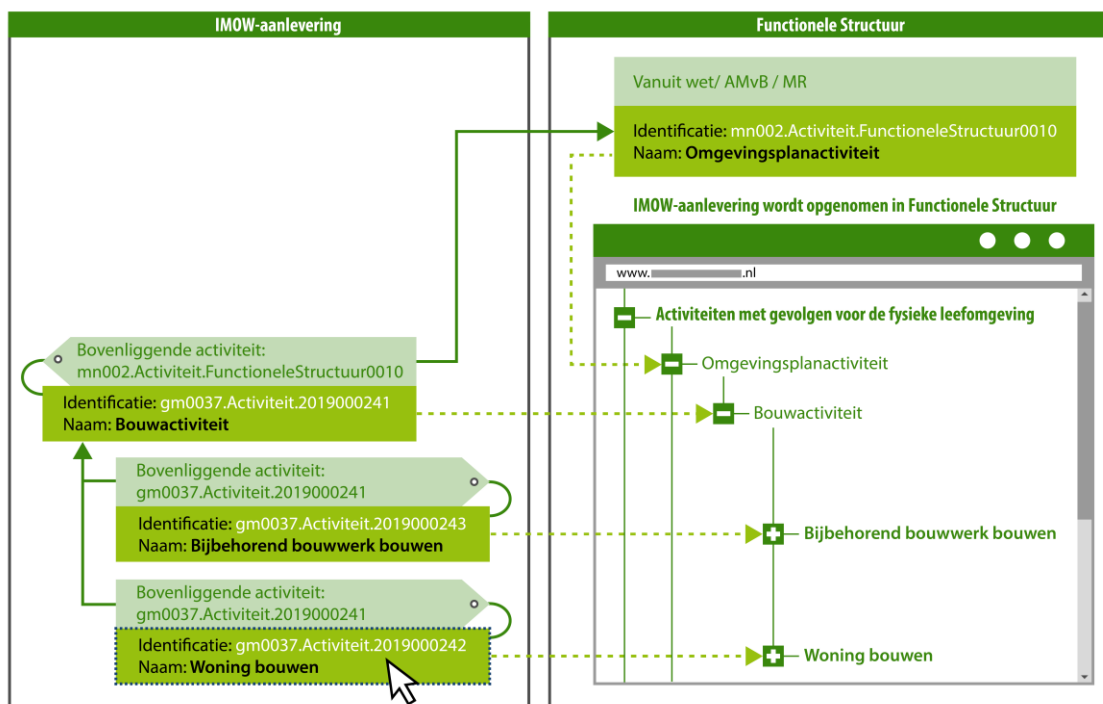 IMOW-aanlevering
Bovenliggende activiteit:
mn002.Activiteit.FunctioneleStructuur0010
Identificatie: gm0037.Activiteit.2019000241
Naam: Bouwactiviteit
Bovenliggende activiteit:
gm0037.Activiteit.2019000241
Identificatie: gm0037.Activiteit.2019000243
Naam: Bijbehorend bouwwerk bouwen
Bovenliggende activiteit:
gm0037.Activiteit.2019000241
Identificatie: gm0037.Activiteit.2019000242
Naam: Woning bouwen
Functionele Structuur
Vanuit wet/ AMvB / MR
Identificatie: mn002.Activiteit.FunctioneleStructuur0010
Naam: Omgevingsplanactiviteit
IMOW-aanlevering wordt opgenomen in Functionele Structuur
www. .nl
Activiteiten met gevolgen voor de fysieke leefomgeving
Omgevingsplanactiviteit
Bouwactiviteit
Bijbehorend bouwwerk bouwen
Woning bouwen